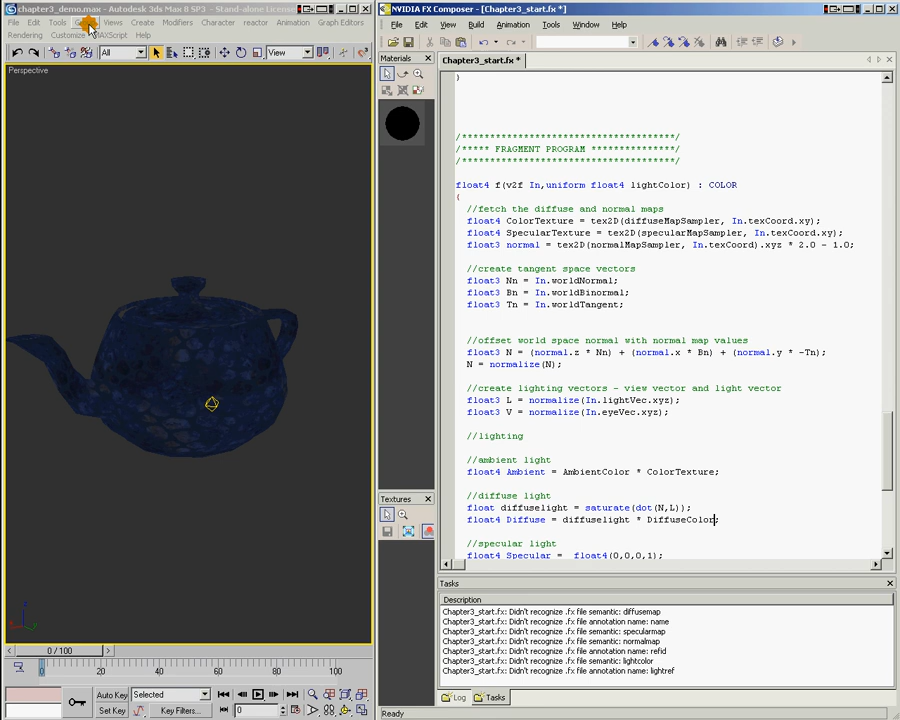 chapter3_demo.max - Autodesk 3ds Max 8 SP3 - Stand-alone License
File Edit Tools Views Create Modifiers Character reactor Animation Graph Editors
Rendering Customize MAXScript Help
All
View
Perspective
0 / 100
0 20 40 60 80 100
Auto Key Selected
Set Key Key Filters... 0
NVIDIA FX Composer - [Chapter3_start.fx *]
File Edit View Build Animation Tools Window Help
Materials
Chapter3_start.fx *
)
/**************************************/
/***** FRAGMENT PROGRAM **************/
/**************************************/
float4 f(v2f In,uniform float4 lightColor) : COLOR
{
//fetch the diffuse and normal maps
float4 ColorTexture = tex2D(diffuseMapSampler, In.texCoord.xy);
float4 SpecularTexture = tex2D(specularMapSampler, In.texCoord.xy);
float3 normal = tex2D(normalMapSampler, In.texCoord).xyz * 2.0 - 1.0;
//create tangent space vectors
float3 Nn = In.worldNormal;
float3 Bn = In.worldBinormal;
float3 Tn = In.worldTangent;
//offset world space normal with normal map values
float3 N = (normal.z * Nn) + (normal.x * Bn) + (normal.y * -Tn);
N = normalize(N);
//create lighting vectors - view vector and light vector
float3 L = normalize(In.lightVec.xyz);
float3 V = normalize(In.eyeVec.xyz);
//lighting
//ambient light
float4 Ambient = AmbientColor * ColorTexture;
//diffuse light
float diffuselight = saturate(dot(N,L));
float4 Diffuse = diffuselight * DiffuseColor;
//specular light
float4 Specular = float4(0,0,0,1);
Textures
Tasks
Description
Chapter3_start.fx: Didn't recognize .fx file semantic: diffusemap
Chapter3_start.fx: Didn't recognize .fx file annotation name: name
Chapter3_start.fx: Didn't recognize .fx file semantic: specularmap
Chapter3_start.fx: Didn't recognize .fx file semantic: normalmap
Chapter3_start.fx: Didn't recognize .fx file annotation name: refid
Chapter3_start.fx: Didn't recognize .fx file semantic: lightcolor
Chapter3_start.fx: Didn't recognize .fx file annotation name: lightref
Log Tasks
Ready